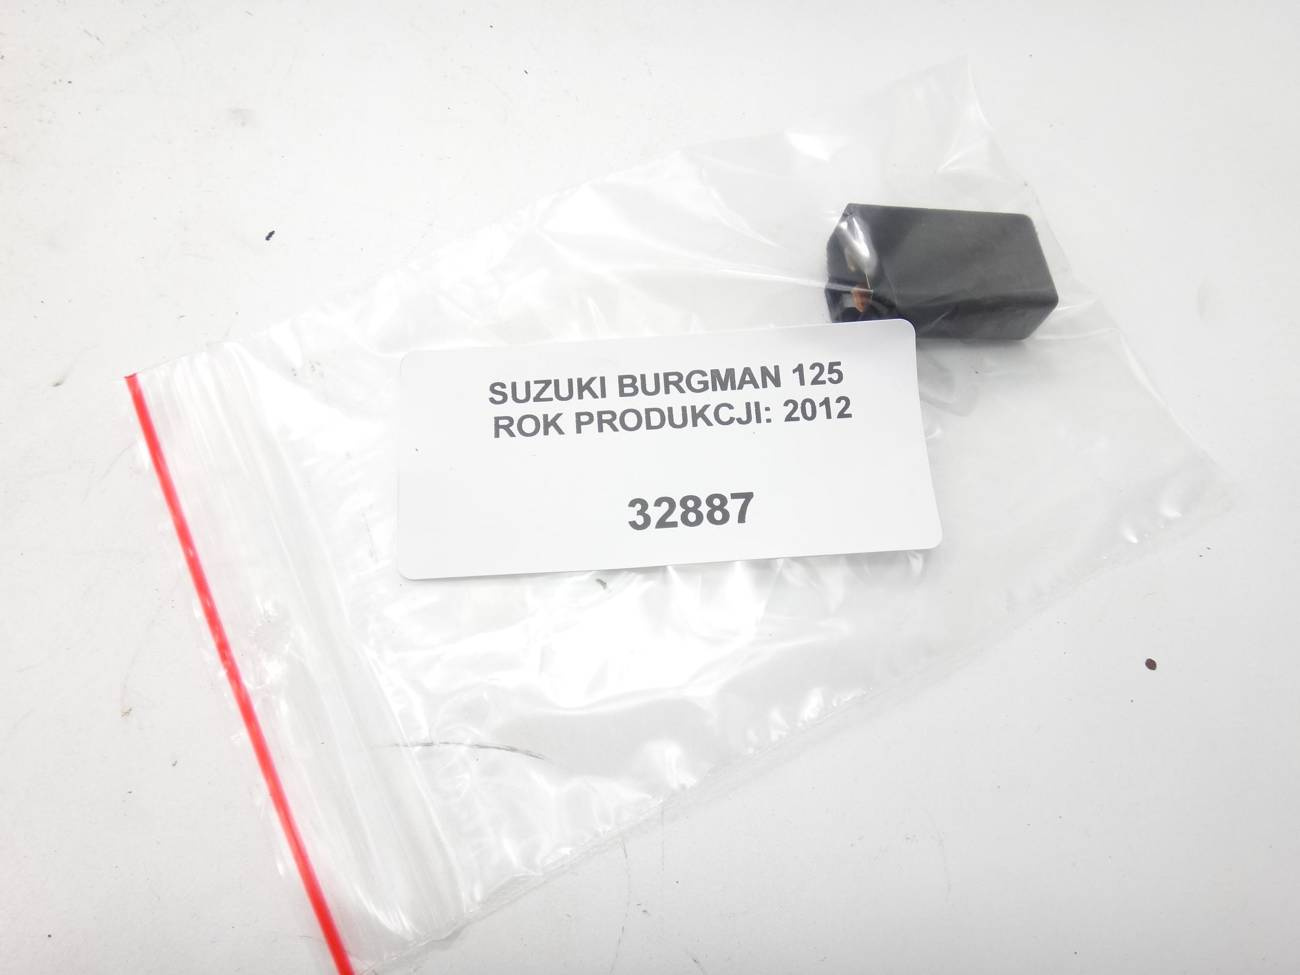 SUZUKI BURGMAN 125
ROK PRODUKCJI: 2012
32887